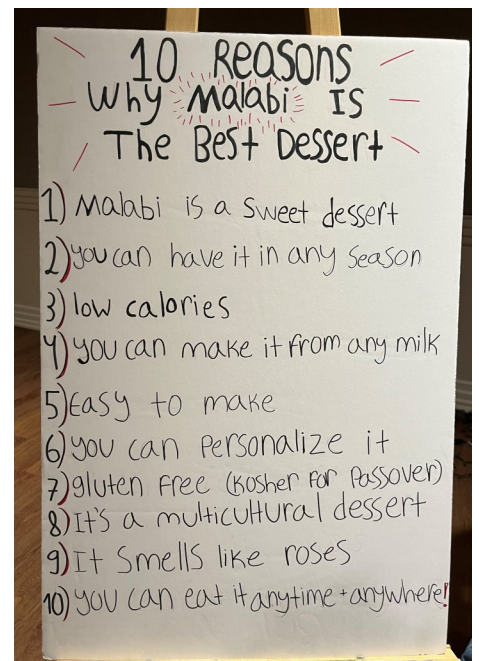 10 Reasons
Why Malabi Is
The Best Dessert
1) Malabi is a sweet dessert
2) you can have it in any season
3) low calories
4) you can make it from any milk
5) Easy to make
6) you can personalize it
7) gluten free (Kosher for Passover)
8) It's a multicultural dessert
9) It smells like roses
10) you can eat it anytime + anywhere!